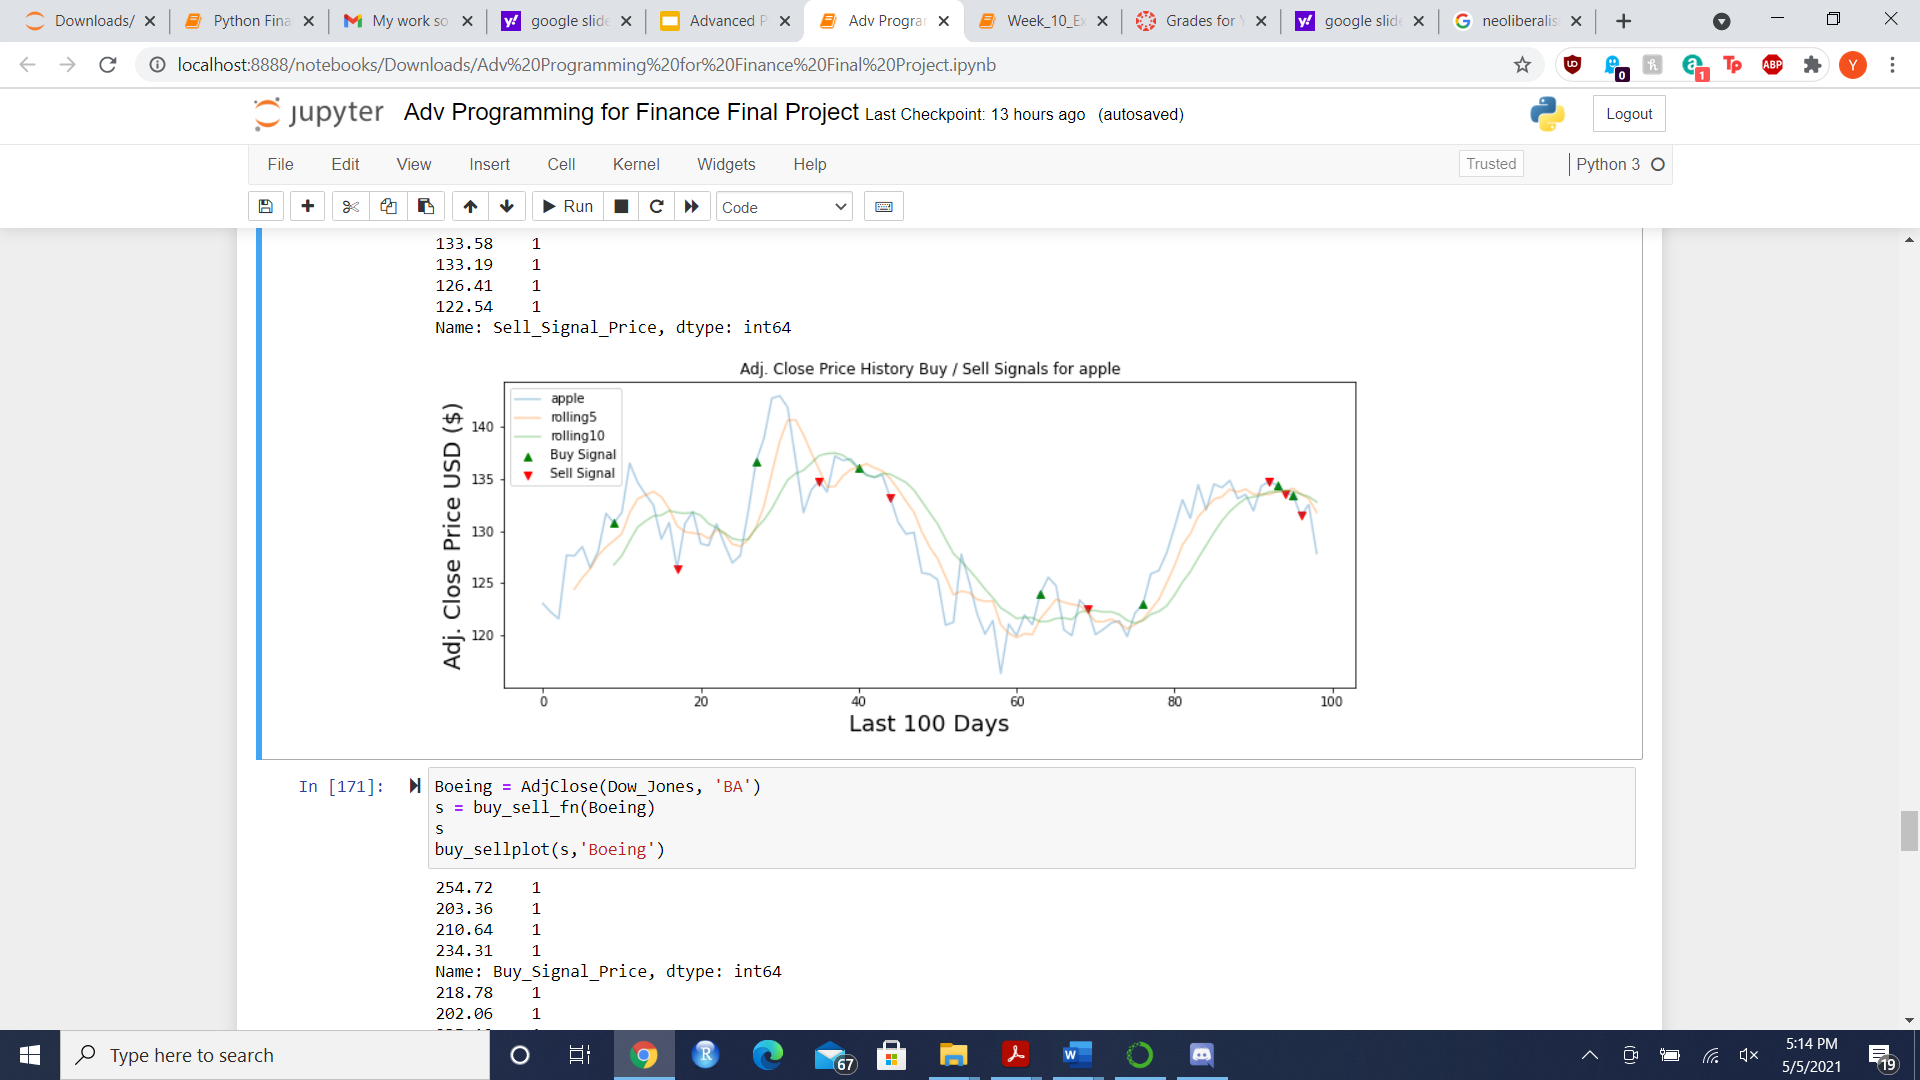 Downloads/
Python Fina
My work so
google slide
Advanced P
Adv Program
Week_10_Ex
Grades for
google slide
neoliberalis
localhost:8888/notebooks/Downloads/Adv%20Programming%20for%20Finance%20Final%20Project.ipynb
0
1
Tp
ABP
Y
jupyter Adv Programming for Finance Final Project Last Checkpoint: 13 hours ago (autosaved)
Logout
File Edit View Insert Cell Kernel Widgets Help
Trusted
Python 3
Run
Code
133.58 1
133.19 1
126.41 1
122.54 1
Name: Sell_Signal_Price, dtype: int64
Adj. Close Price History Buy / Sell Signals for apple
apple
rolling5
rolling10
Buy Signal
Sell Signal
Adj. Close Price USD ($)
140
135
130
125
120
0 20 40 60 80 100
Last 100 Days
In [171]:
Boeing = AdjClose(Dow_Jones, 'BA')
s = buy_sell_fn(Boeing)
s
buy_sellplot(s,'Boeing')
254.72 1
203.36 1
210.64 1
234.31 1
Name: Buy_Signal_Price, dtype: int64
218.78 1
202.06 1
Type here to search
R
67
W
5:14 PM
5/5/2021
19